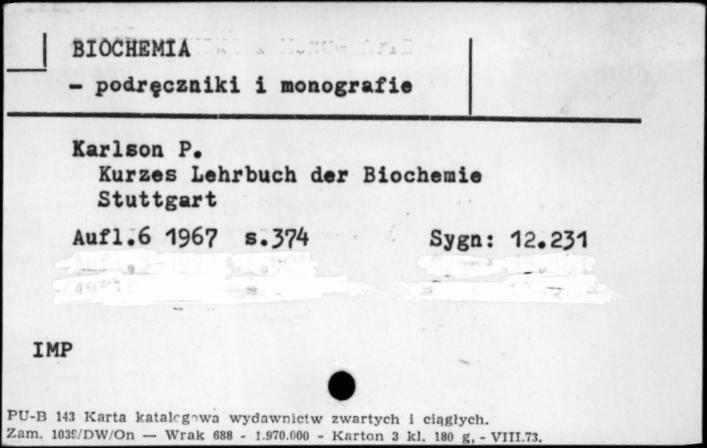 BIOCHEMIA
- podręczniki i monografie
Karlson P.
Kurzes Lehrbuch der Biochemie
Stuttgart
Aufl.6 1967 s.374 Sygn: 12.231
IMP
PU-B 143 Karta katalogowa wydawnictw zwartych i ciągłych.
Zam. 1039/DW/On — Wrak 688 - 1.970.000 - Karton 3 kl. 180 g. - VIII.73.